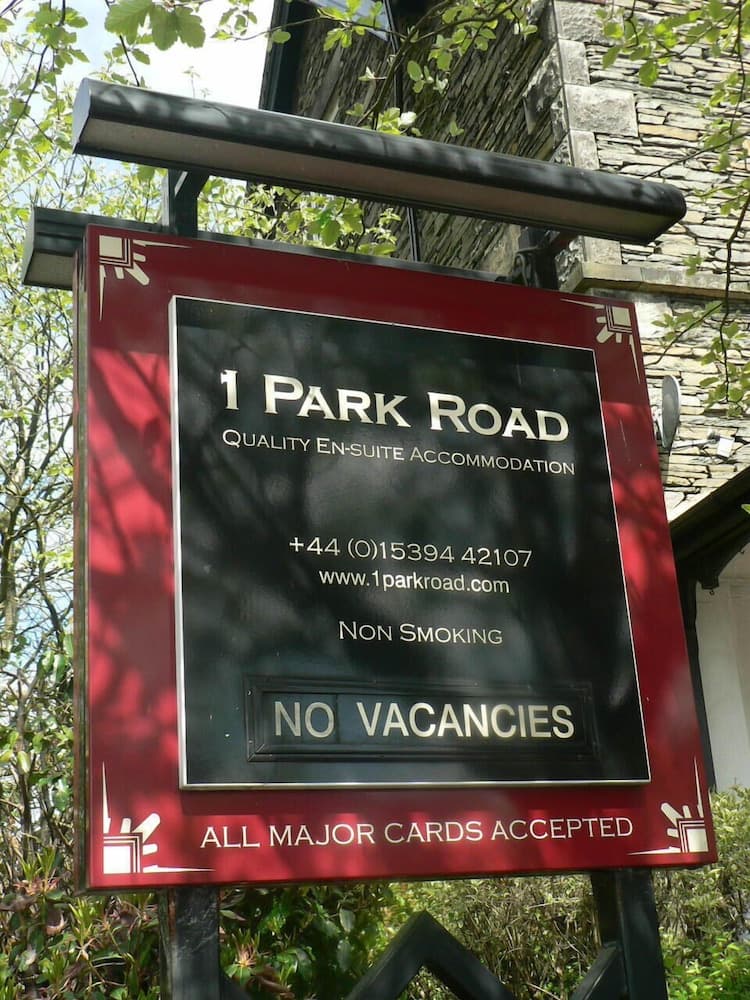 1 PARK ROAD
QUALITY EN-SUITE ACCOMMODATION
+44 (0)15394 42107
www.1parkroad.com
NON SMOKING
NO VACANCIES
ALL MAJOR CARDS ACCEPTED